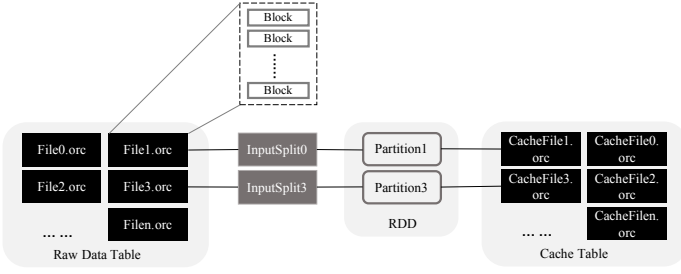 Block
Block
Block
File0.orc
File1.orc
InputSplit0
Partition1
CacheFile1.
orc
CacheFile0.
orc
File2.orc
File3.orc
InputSplit3
Partition3
CacheFile3.
orc
CacheFile2.
orc
... ...
Filen.orc
RDD
... ...
CacheFilen.
orc
Raw Data Table
Cache Table